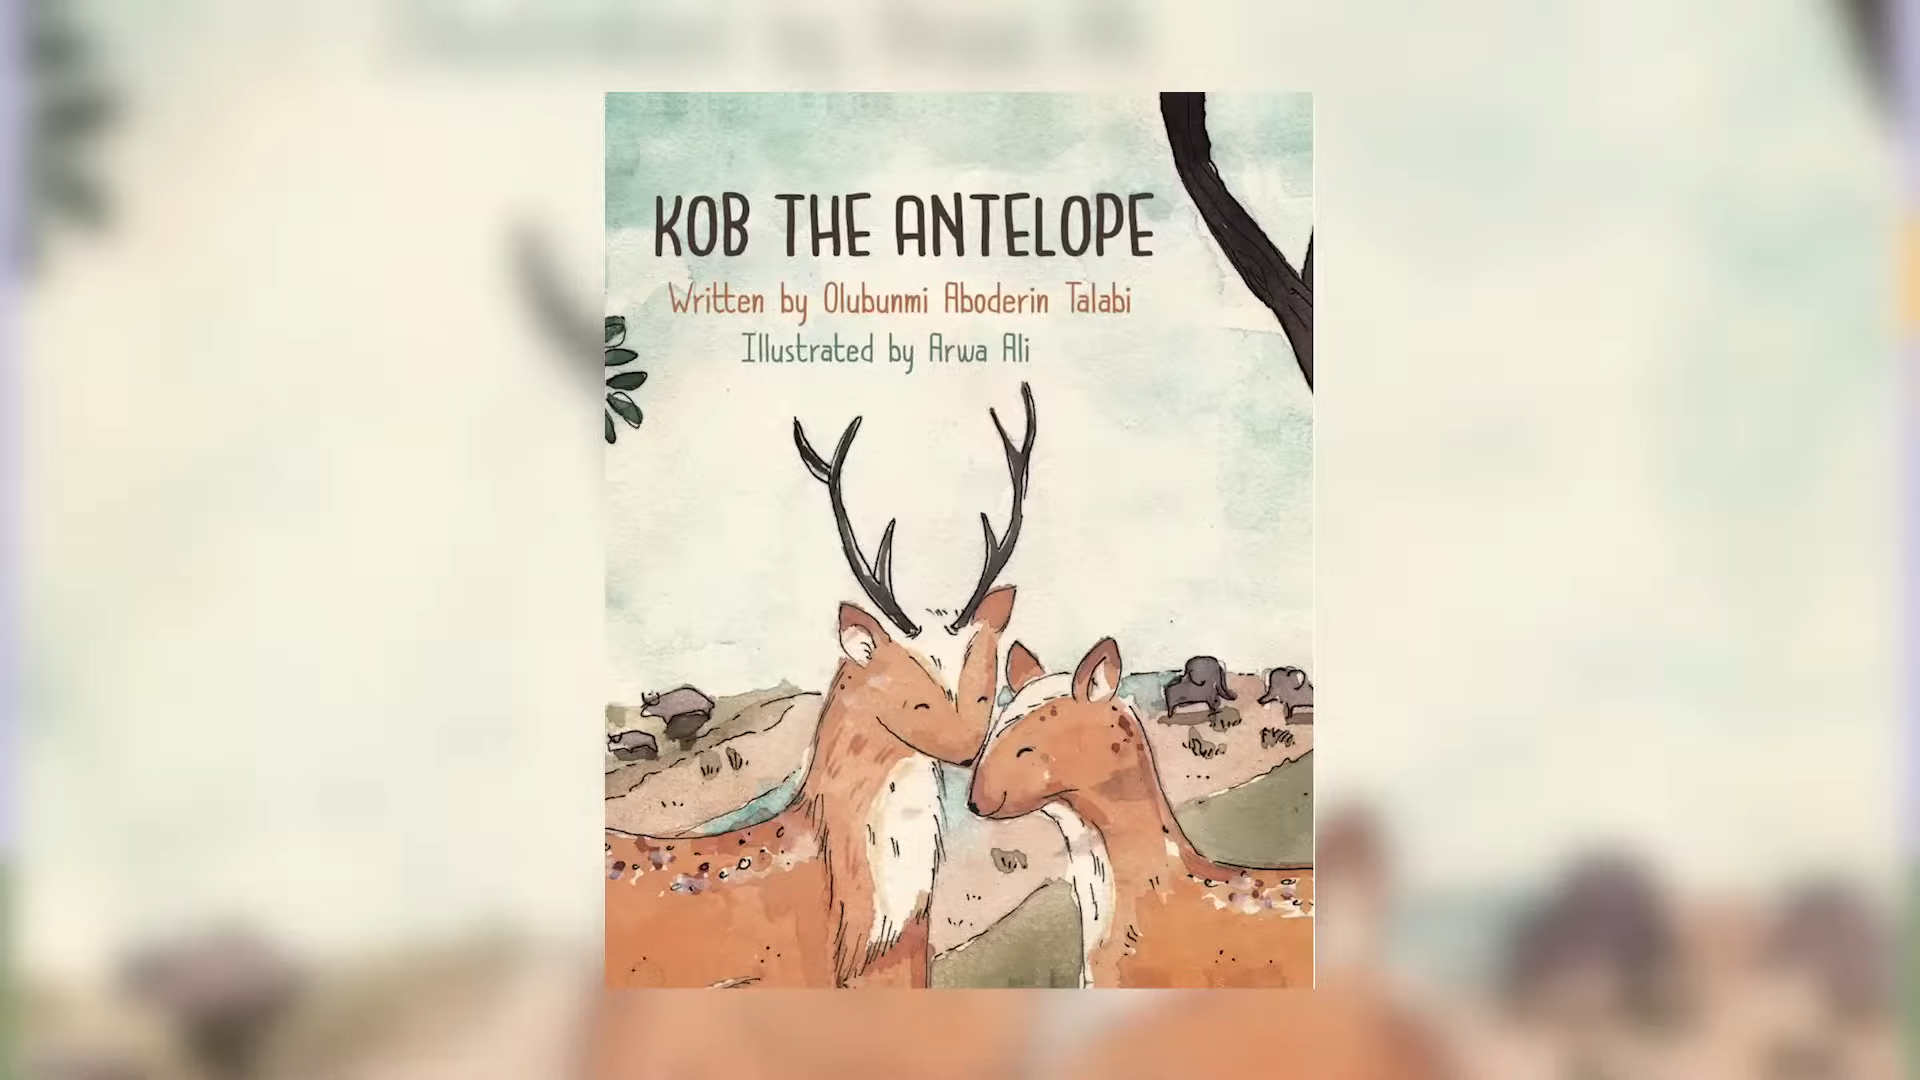 KOB THE ANTELOPE
Written by Olubunmi Aboderin Talabi
Illustrated by Arwa Ali